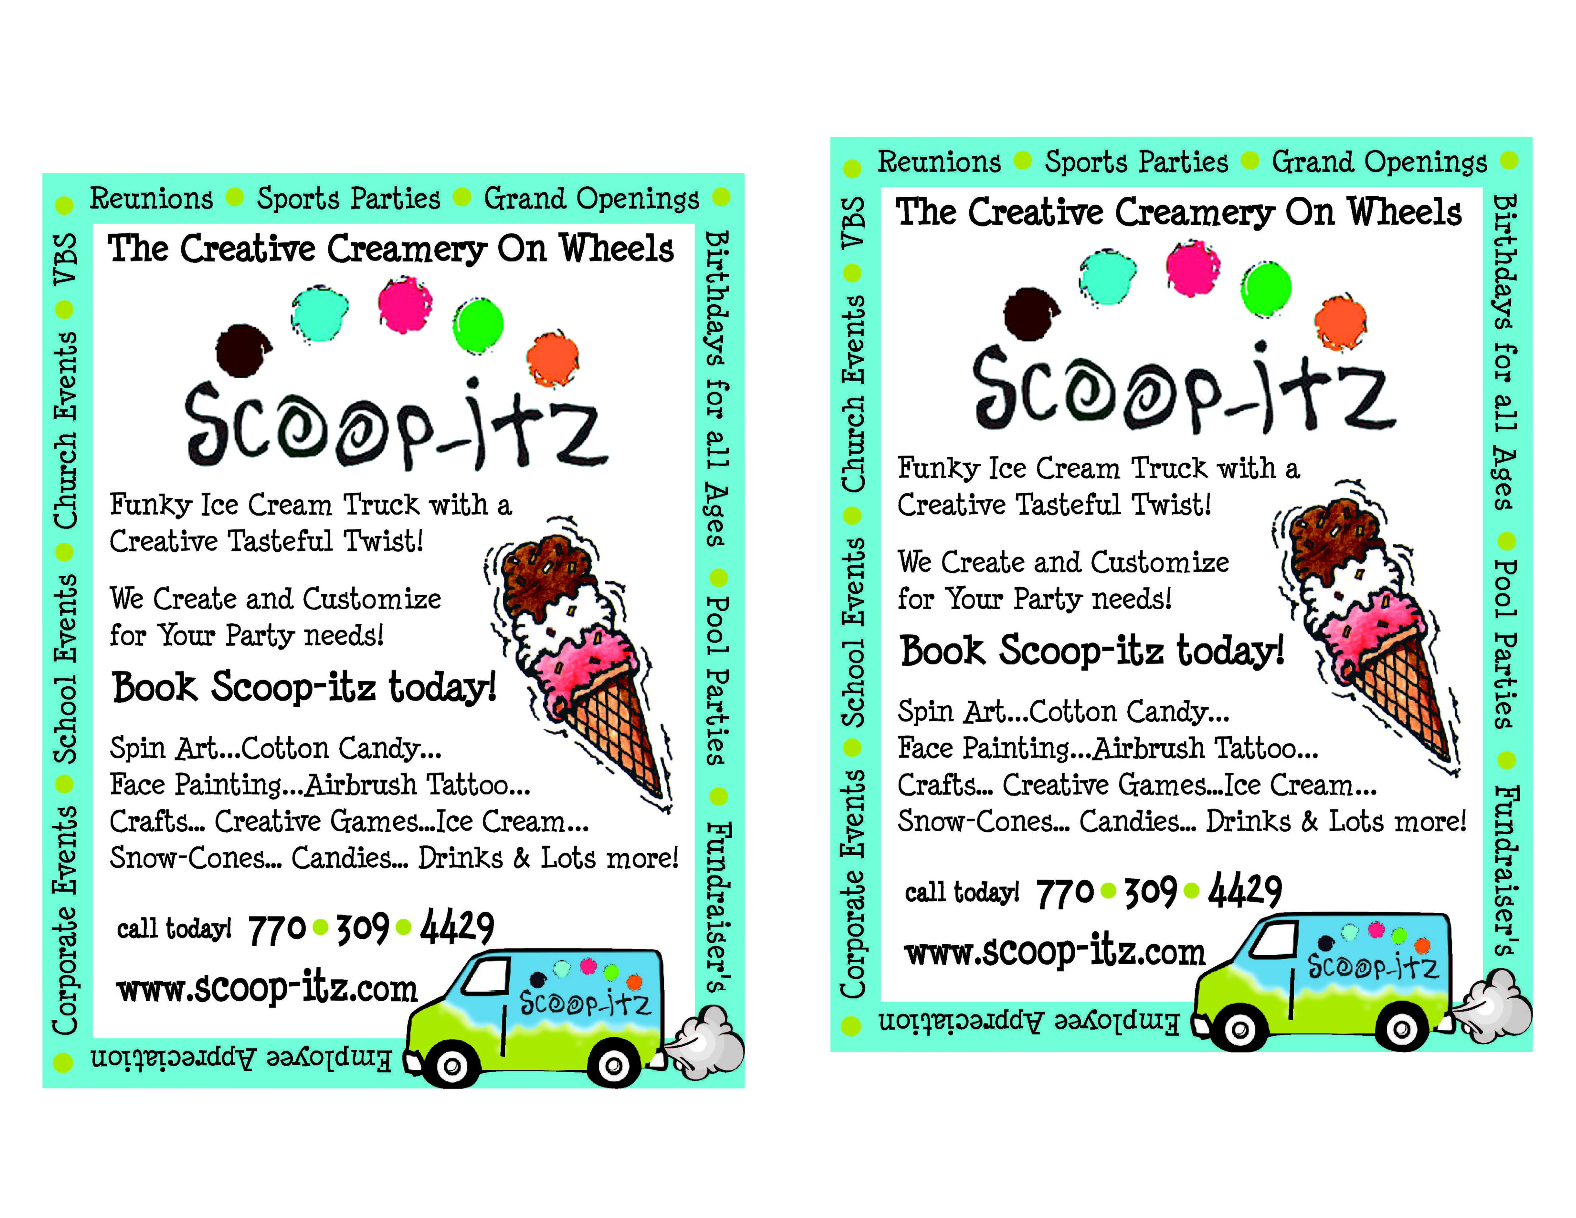 Reunions • Sports Parties • Grand Openings •
Birthdays for all Ages • Pool Parties • Fundraiser's
Employee Appreciation
• Corporate Events • School Events • Church Events • VBS •
The Creative Creamery On Wheels
Scoop-itz
Funky Ice Cream Truck with a
Creative Tasteful Twist!
We Create and Customize
for Your Party needs!
Book Scoop-itz today!
Spin Art...Cotton Candy...
Face Painting...Airbrush Tattoo...
Crafts... Creative Games...Ice Cream...
Snow-Cones... Candies... Drinks & Lots more!
call today! 770•309•4429
www.scoop-itz.com
Scoop-itz
Reunions • Sports Parties • Grand Openings •
Birthdays for all Ages • Pool Parties • Fundraiser's
Employee Appreciation
• Corporate Events • School Events • Church Events • VBS •
The Creative Creamery On Wheels
Scoop-itz
Funky Ice Cream Truck with a
Creative Tasteful Twist!
We Create and Customize
for Your Party needs!
Book Scoop-itz today!
Spin Art...Cotton Candy...
Face Painting...Airbrush Tattoo...
Crafts... Creative Games...Ice Cream...
Snow-Cones... Candies... Drinks & Lots more!
call today! 770•309•4429
www.scoop-itz.com
Scoop-itz